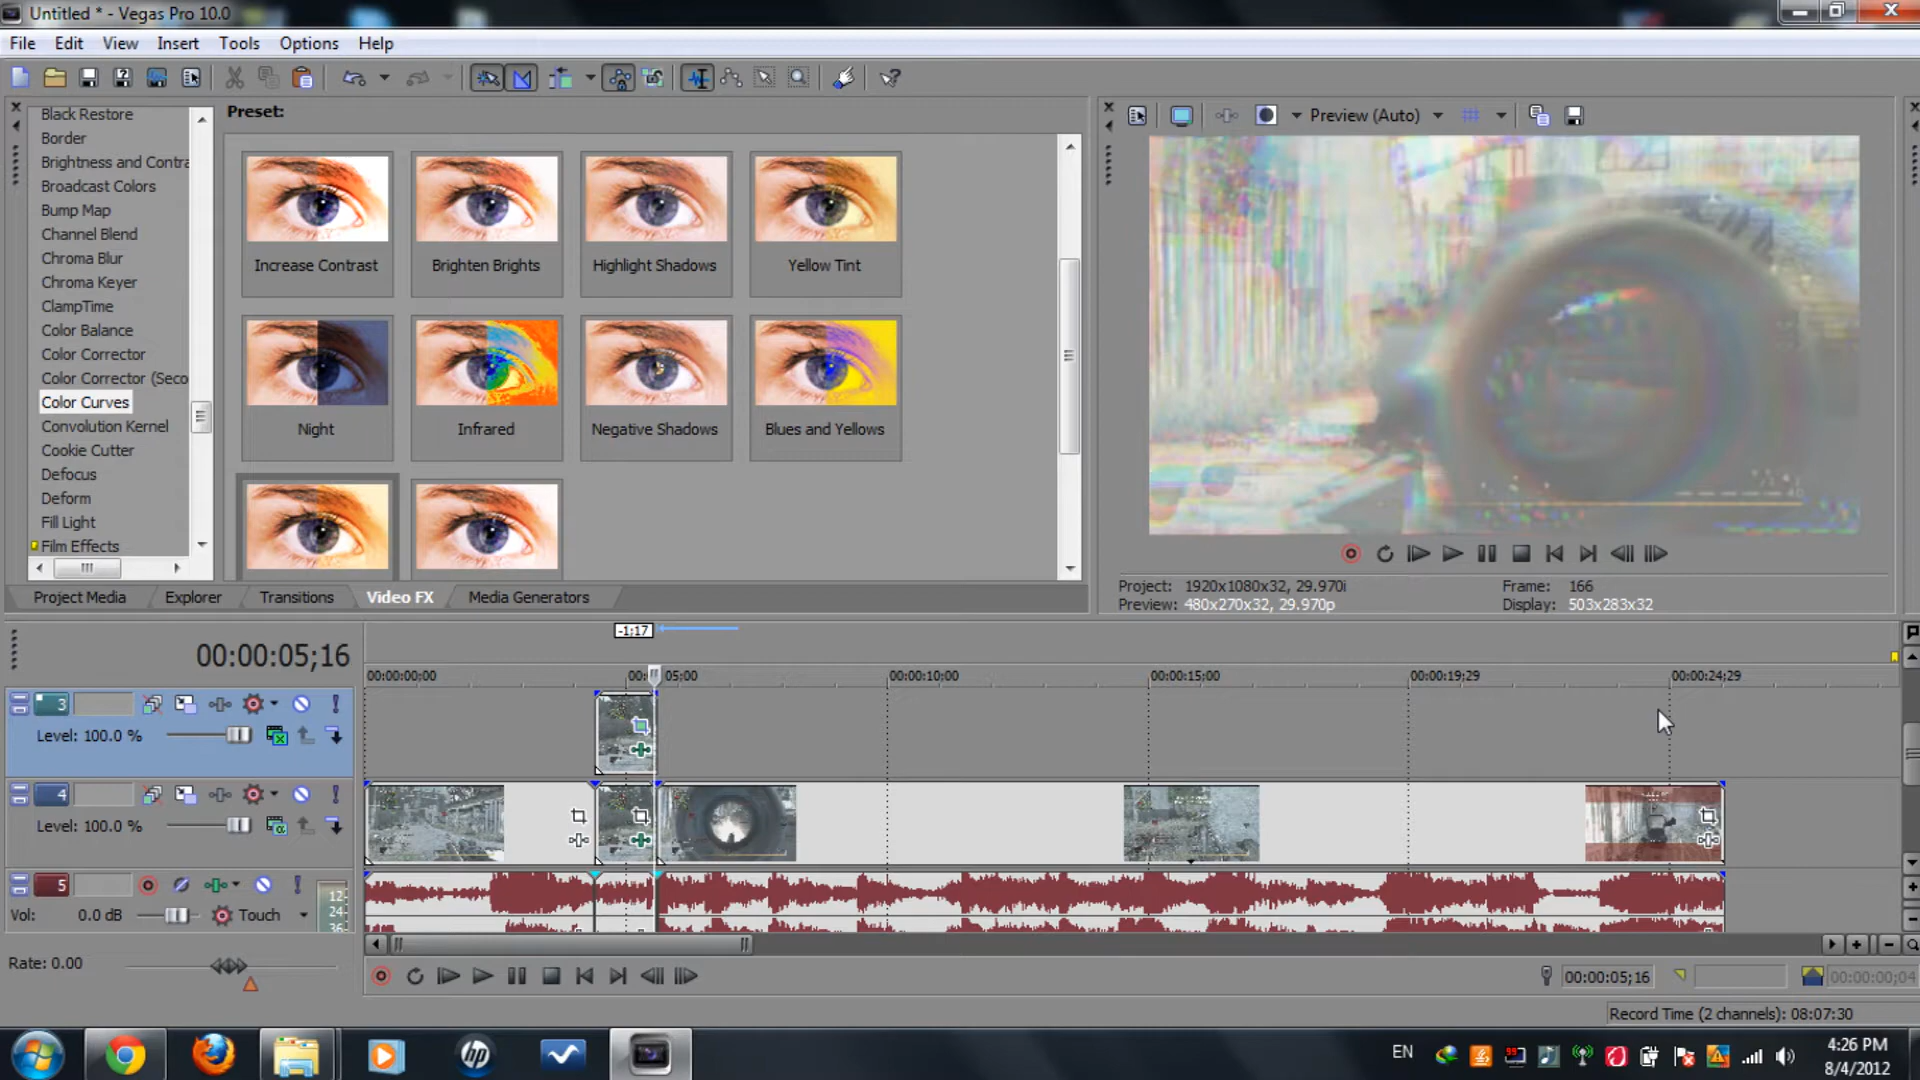 Untitled * - Vegas Pro 10.0
File Edit View Insert Tools Options Help
Black Restore
Border
Brightness and Contra
Broadcast Colors
Bump Map
Channel Blend
Chroma Blur
Chroma Keyer
ClampTime
Color Balance
Color Corrector
Color Corrector (Seco
Color Curves
Convolution Kernel
Cookie Cutter
Defocus
Deform
Fill Light
Film Effects
Preset:
Increase Contrast Brighten Brights Highlight Shadows Yellow Tint
Night Infrared Negative Shadows Blues and Yellows
Preview (Auto)
Project: 1920x1080x32, 29.970i Frame: 166
Preview: 480x270x32, 29.970p Display: 503x283x32
Project Media Explorer Transitions Video FX Media Generators
-1;17
00:00:05;16
00:00:00;00 00:00:05;00 00:00:10;00 00:00:15;00 00:00:19;29 00:00:24;29
3
Level: 100.0 %
4
Level: 100.0 %
5
Vol: 0.0 dB Touch
12-
24-
36-
Rate: 0.00
00:00:05;16 00:00:00;04
Record Time (2 channels): 08:07:30
EN 4:26 PM
8/4/2012